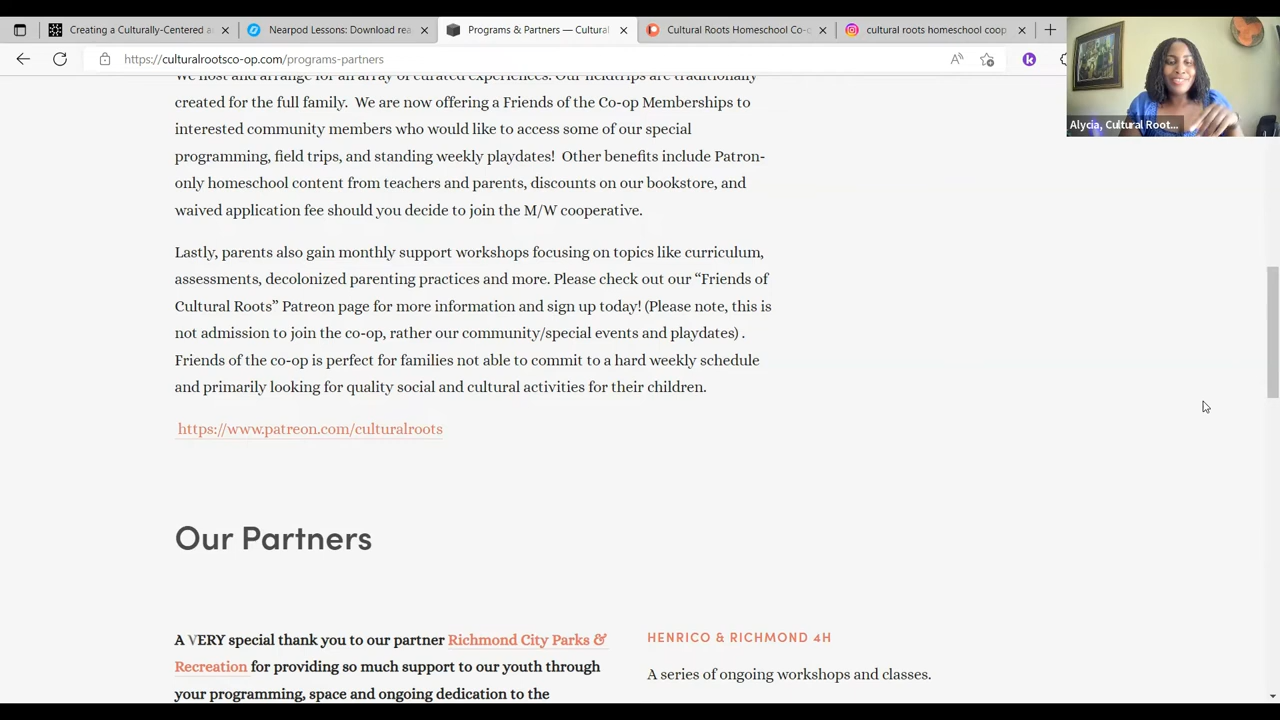 Creating a Culturally-Centered a
Nearpod Lessons: Download rea
Programs & Partners — Cultural
Cultural Roots Homeschool Co-o
cultural roots homeschool coop
https://culturalrootsco-op.com/programs-partners
Alycia, Cultural Root...
We host and arrange for an array of curated experiences. Our fieldtrips are traditionally
created for the full family. We are now offering a Friends of the Co-op Memberships to
interested community members who would like to access some of our special
programming, field trips, and standing weekly playdates! Other benefits include Patron-
only homeschool content from teachers and parents, discounts on our bookstore, and
waived application fee should you decide to join the M/W cooperative.
Lastly, parents also gain monthly support workshops focusing on topics like curriculum,
assessments, decolonized parenting practices and more. Please check out our “Friends of
Cultural Roots” Patreon page for more information and sign up today! (Please note, this is
not admission to join the co-op, rather our community/special events and playdates) .
Friends of the co-op is perfect for families not able to commit to a hard weekly schedule
and primarily looking for quality social and cultural activities for their children.
https://www.patreon.com/culturalroots
Our Partners
A VERY special thank you to our partner Richmond City Parks &
Recreation for providing so much support to our youth through
your programming, space and ongoing dedication to the
HENRICO & RICHMOND 4H
A series of ongoing workshops and classes.